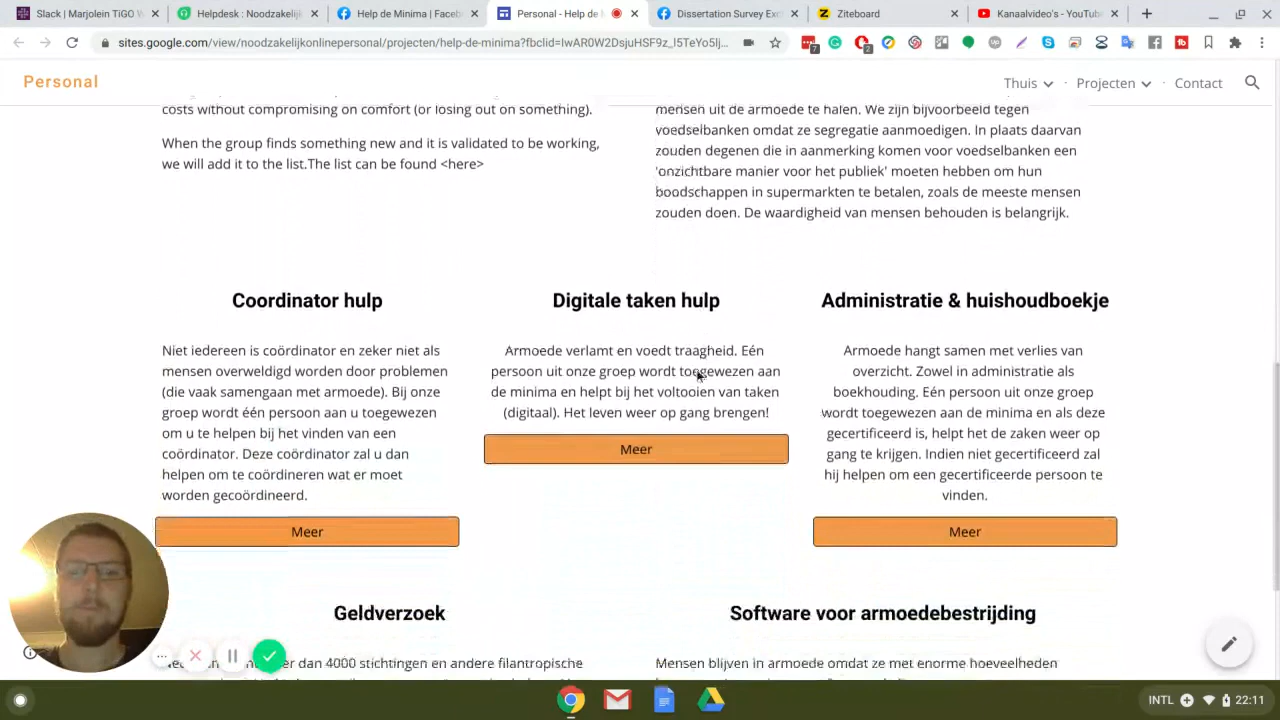 Slack | Marjolein TiGO W
Helpdesk : Noodzakelij
Help de Minima | Faceb
Personal - Help de
Dissertation Survey Exc
Ziteboard
Kanaalvideo's - YouTube
sites.google.com/view/noodzakelijkonlinepersonal/projecten/help-de-minima?fbclid=IwAR0W2DsjuHSF9z_I5TeYo5Ij...
Personal
Thuis
Projecten
Contact
costs without compromising on comfort (or losing out on something).
When the group finds something new and it is validated to be working,
we will add it to the list.The list can be found <here>
mensen uit de armoede te halen. We zijn bijvoorbeeld tegen
voedselbanken omdat ze segregatie aanmoedigen. In plaats daarvan
zouden degenen die in aanmerking komen voor voedselbanken een
'onzichtbare manier voor het publiek' moeten hebben om hun
boodschappen in supermarkten te betalen, zoals de meeste mensen
zouden doen. De waardigheid van mensen behouden is belangrijk.
Coordinator hulp
Niet iedereen is coördinator en zeker niet als
mensen overweldigd worden door problemen
(die vaak samengaan met armoede). Bij onze
groep wordt één persoon aan u toegewezen
om u te helpen bij het vinden van een
coördinator. Deze coördinator zal u dan
helpen om te coördineren wat er moet
worden gecoördineerd.
Meer
Digitale taken hulp
Armoede verlamt en voedt traagheid. Eén
persoon uit onze groep wordt toegewezen aan
de minima en helpt bij het voltooien van taken
(digitaal). Het leven weer op gang brengen!
Meer
Administratie & huishoudboekje
Armoede hangt samen met verlies van
overzicht. Zowel in administratie als
boekhouding. Eén persoon uit onze groep
wordt toegewezen aan de minima en als deze
gecertificeerd is, helpt het de zaken weer op
gang te krijgen. Indien niet gecertificeerd zal
hij helpen om een gecertificeerde persoon te
vinden.
Meer
Geldverzoek
dan 4000 stichtingen en andere filantropische
Software voor armoedebestrijding
Mensen blijven in armoede omdat ze met enorme hoeveelheden
INTL
22:11